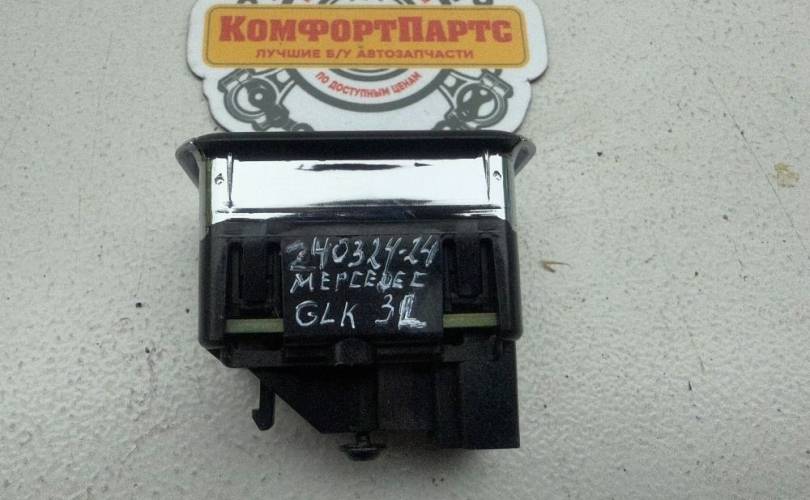 КомфортПартс
ЛУЧШИЕ Б/У АВТОЗАПЧАСТИ
ПО ДОСТУПНЫМ ЦЕНАМ
240324-24
МЕРСЕДЕС
GLK 3L